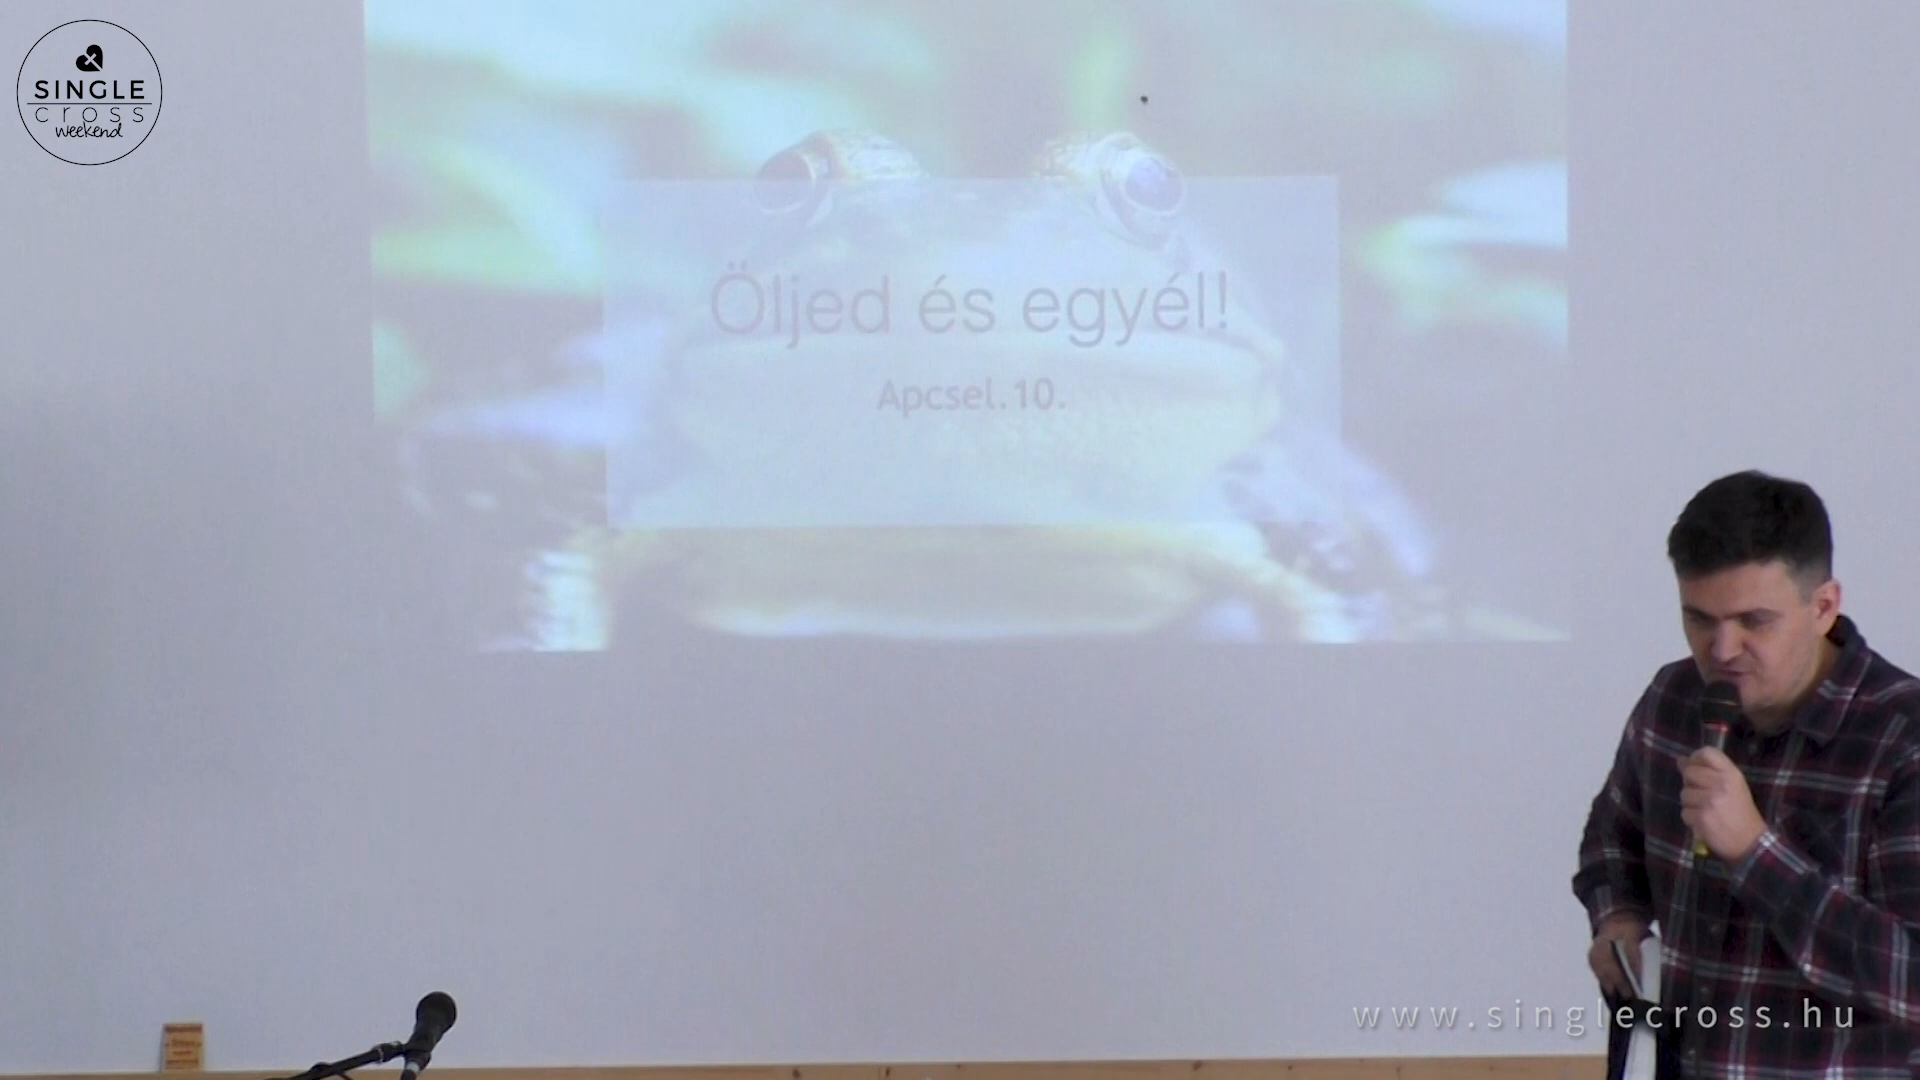 SINGLE
cross
weekend
Öljed és egyél!
Apcsel.10.
www.singlecross.hu